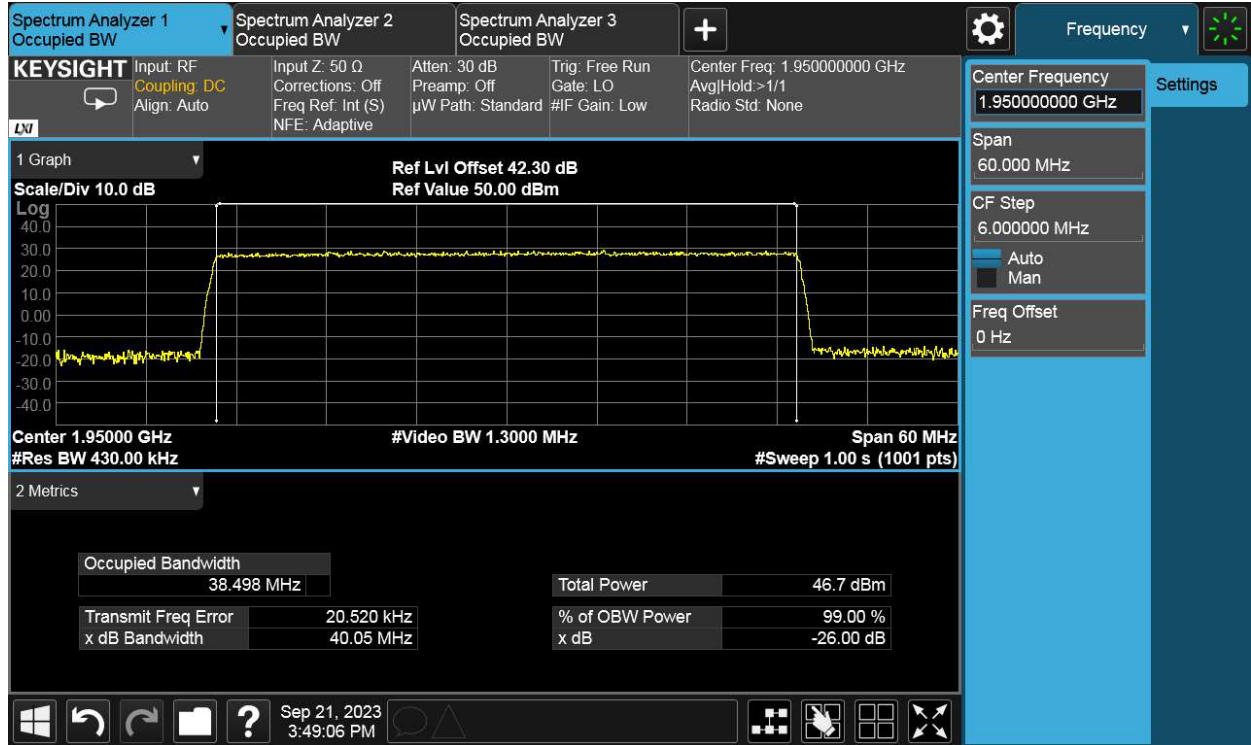 Spectrum Analyzer 1
Occupied BW
Spectrum Analyzer 2
Occupied BW
Spectrum Analyzer 3
Occupied BW
Frequency
KEYSIGHT
LXI
Input: RF
Coupling: DC
Align: Auto
Input Z: 50 Ω
Corrections: Off
Freq Ref: Int (S)
NFE: Adaptive
Atten: 30 dB
Preamp: Off
µW Path: Standard
Trig: Free Run
Gate: LO
#IF Gain: Low
Center Freq: 1.950000000 GHz
Avg|Hold:>1/1
Radio Std: None
Center Frequency
1.950000000 GHz
Settings
Span
60.000 MHz
CF Step
6.000000 MHz
Auto
Man
Freq Offset
0 Hz
1 Graph
Scale/Div 10.0 dB
Ref Lvl Offset 42.30 dB
Ref Value 50.00 dBm
Log
40.0
30.0
20.0
10.0
0.00
-10.0
-20.0
-30.0
-40.0
Center 1.95000 GHz
#Video BW 1.3000 MHz
Span 60 MHz
#Res BW 430.00 kHz
#Sweep 1.00 s (1001 pts)
2 Metrics
Occupied Bandwidth
38.498 MHz
Total Power 46.7 dBm
Transmit Freq Error 20.520 kHz
% of OBW Power 99.00 %
x dB Bandwidth 40.05 MHz
x dB -26.00 dB
?
Sep 21, 2023
3:49:06 PM